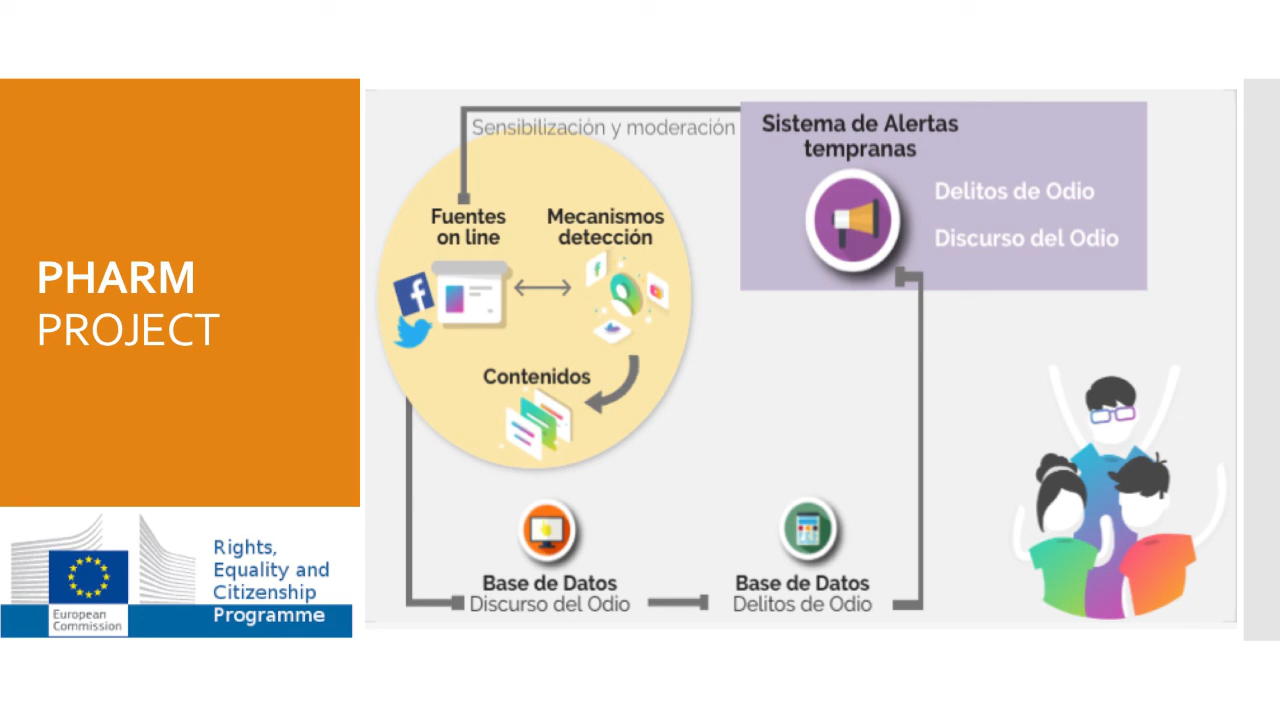 PHARM
PROJECT
Rights,
Equality and
Citizenship
Programme
European
Commission
Sensibilización y moderación
Sistema de Alertas
tempranas
Delitos de Odio
Discurso del Odio
Fuentes
on line
Mecanismos
detección
Contenidos
Base de Datos
Discurso del Odio
Base de Datos
Delitos de Odio